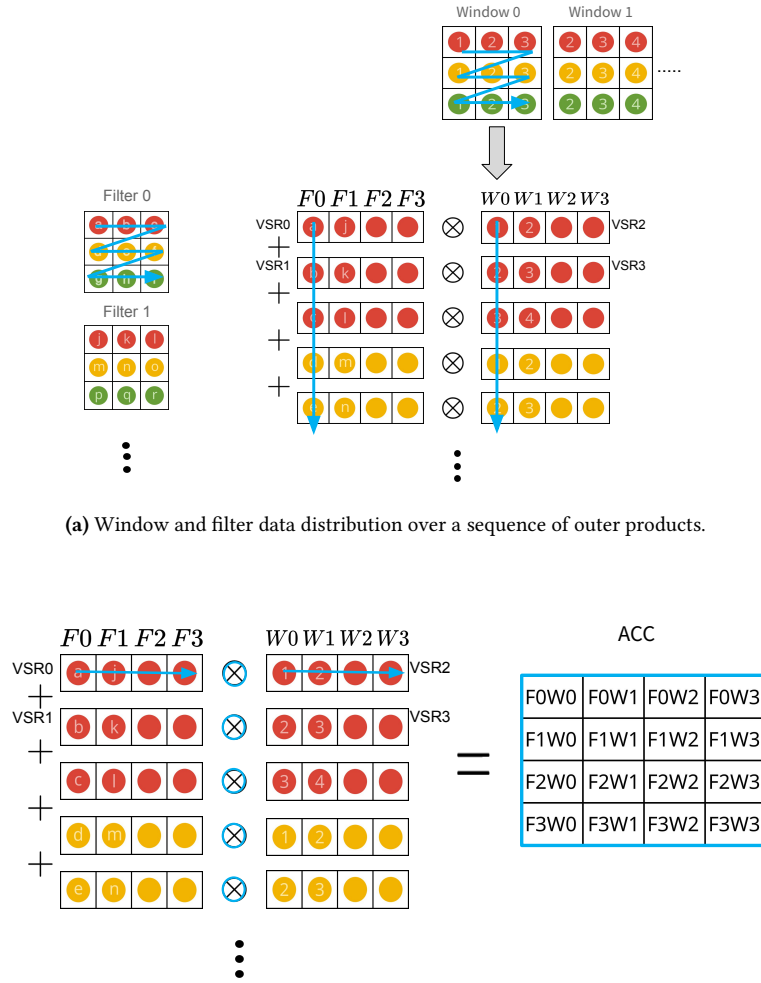 Window 0 Window 1
1 2 3 2 3 4
1 2 3 2 3 4 .....
1 2 3 2 3 4
Filter 0
a b c
g h
Filter 1
j k l
m n o
p q r
F0 F1 F2 F3 W0 W1 W2 W3
VSR0 a j ⊗ 1 2 VSR2
+
VSR1 b k ⊗ 2 3 VSR3
+
c l ⊗ 3 4
+
d m ⊗ 2
+
n ⊗ 2 3
(a) Window and filter data distribution over a sequence of outer products.
F0 F1 F2 F3 W0 W1 W2 W3 ACC
VSR0 a j ⊗ 1 2 VSR2
+
VSR1 b k ⊗ 2 3 VSR3
+
c l ⊗ 3 4
+
d m ⊗ 1 2
+
e n ⊗ 2 3
=
F0W0 F0W1 F0W2 F0W3
F1W0 F1W1 F1W2 F1W3
F2W0 F2W1 F2W2 F2W3
F3W0 F3W1 F3W2 F3W3